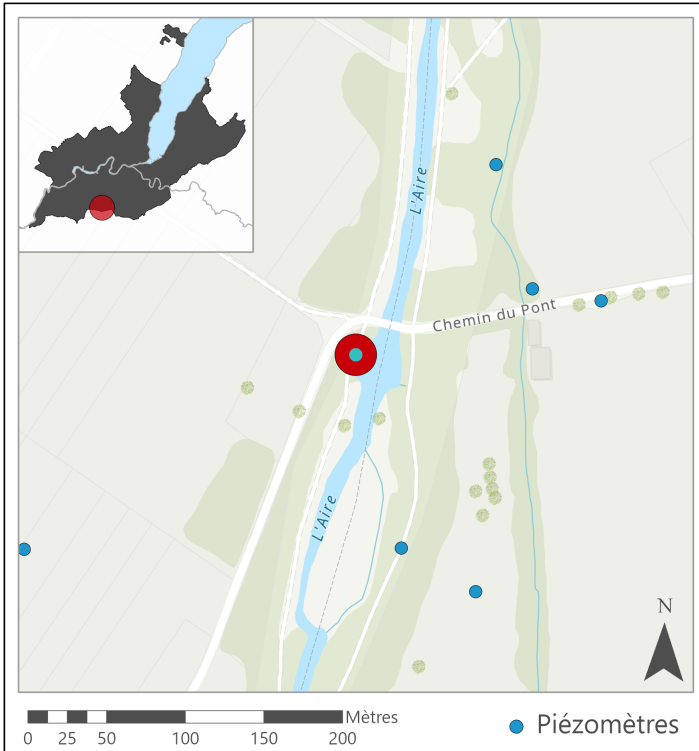 L'Aire
Chemin du Pont
L'Aire
N
Mètres
0 25 50 100 150 200
Piézomètres